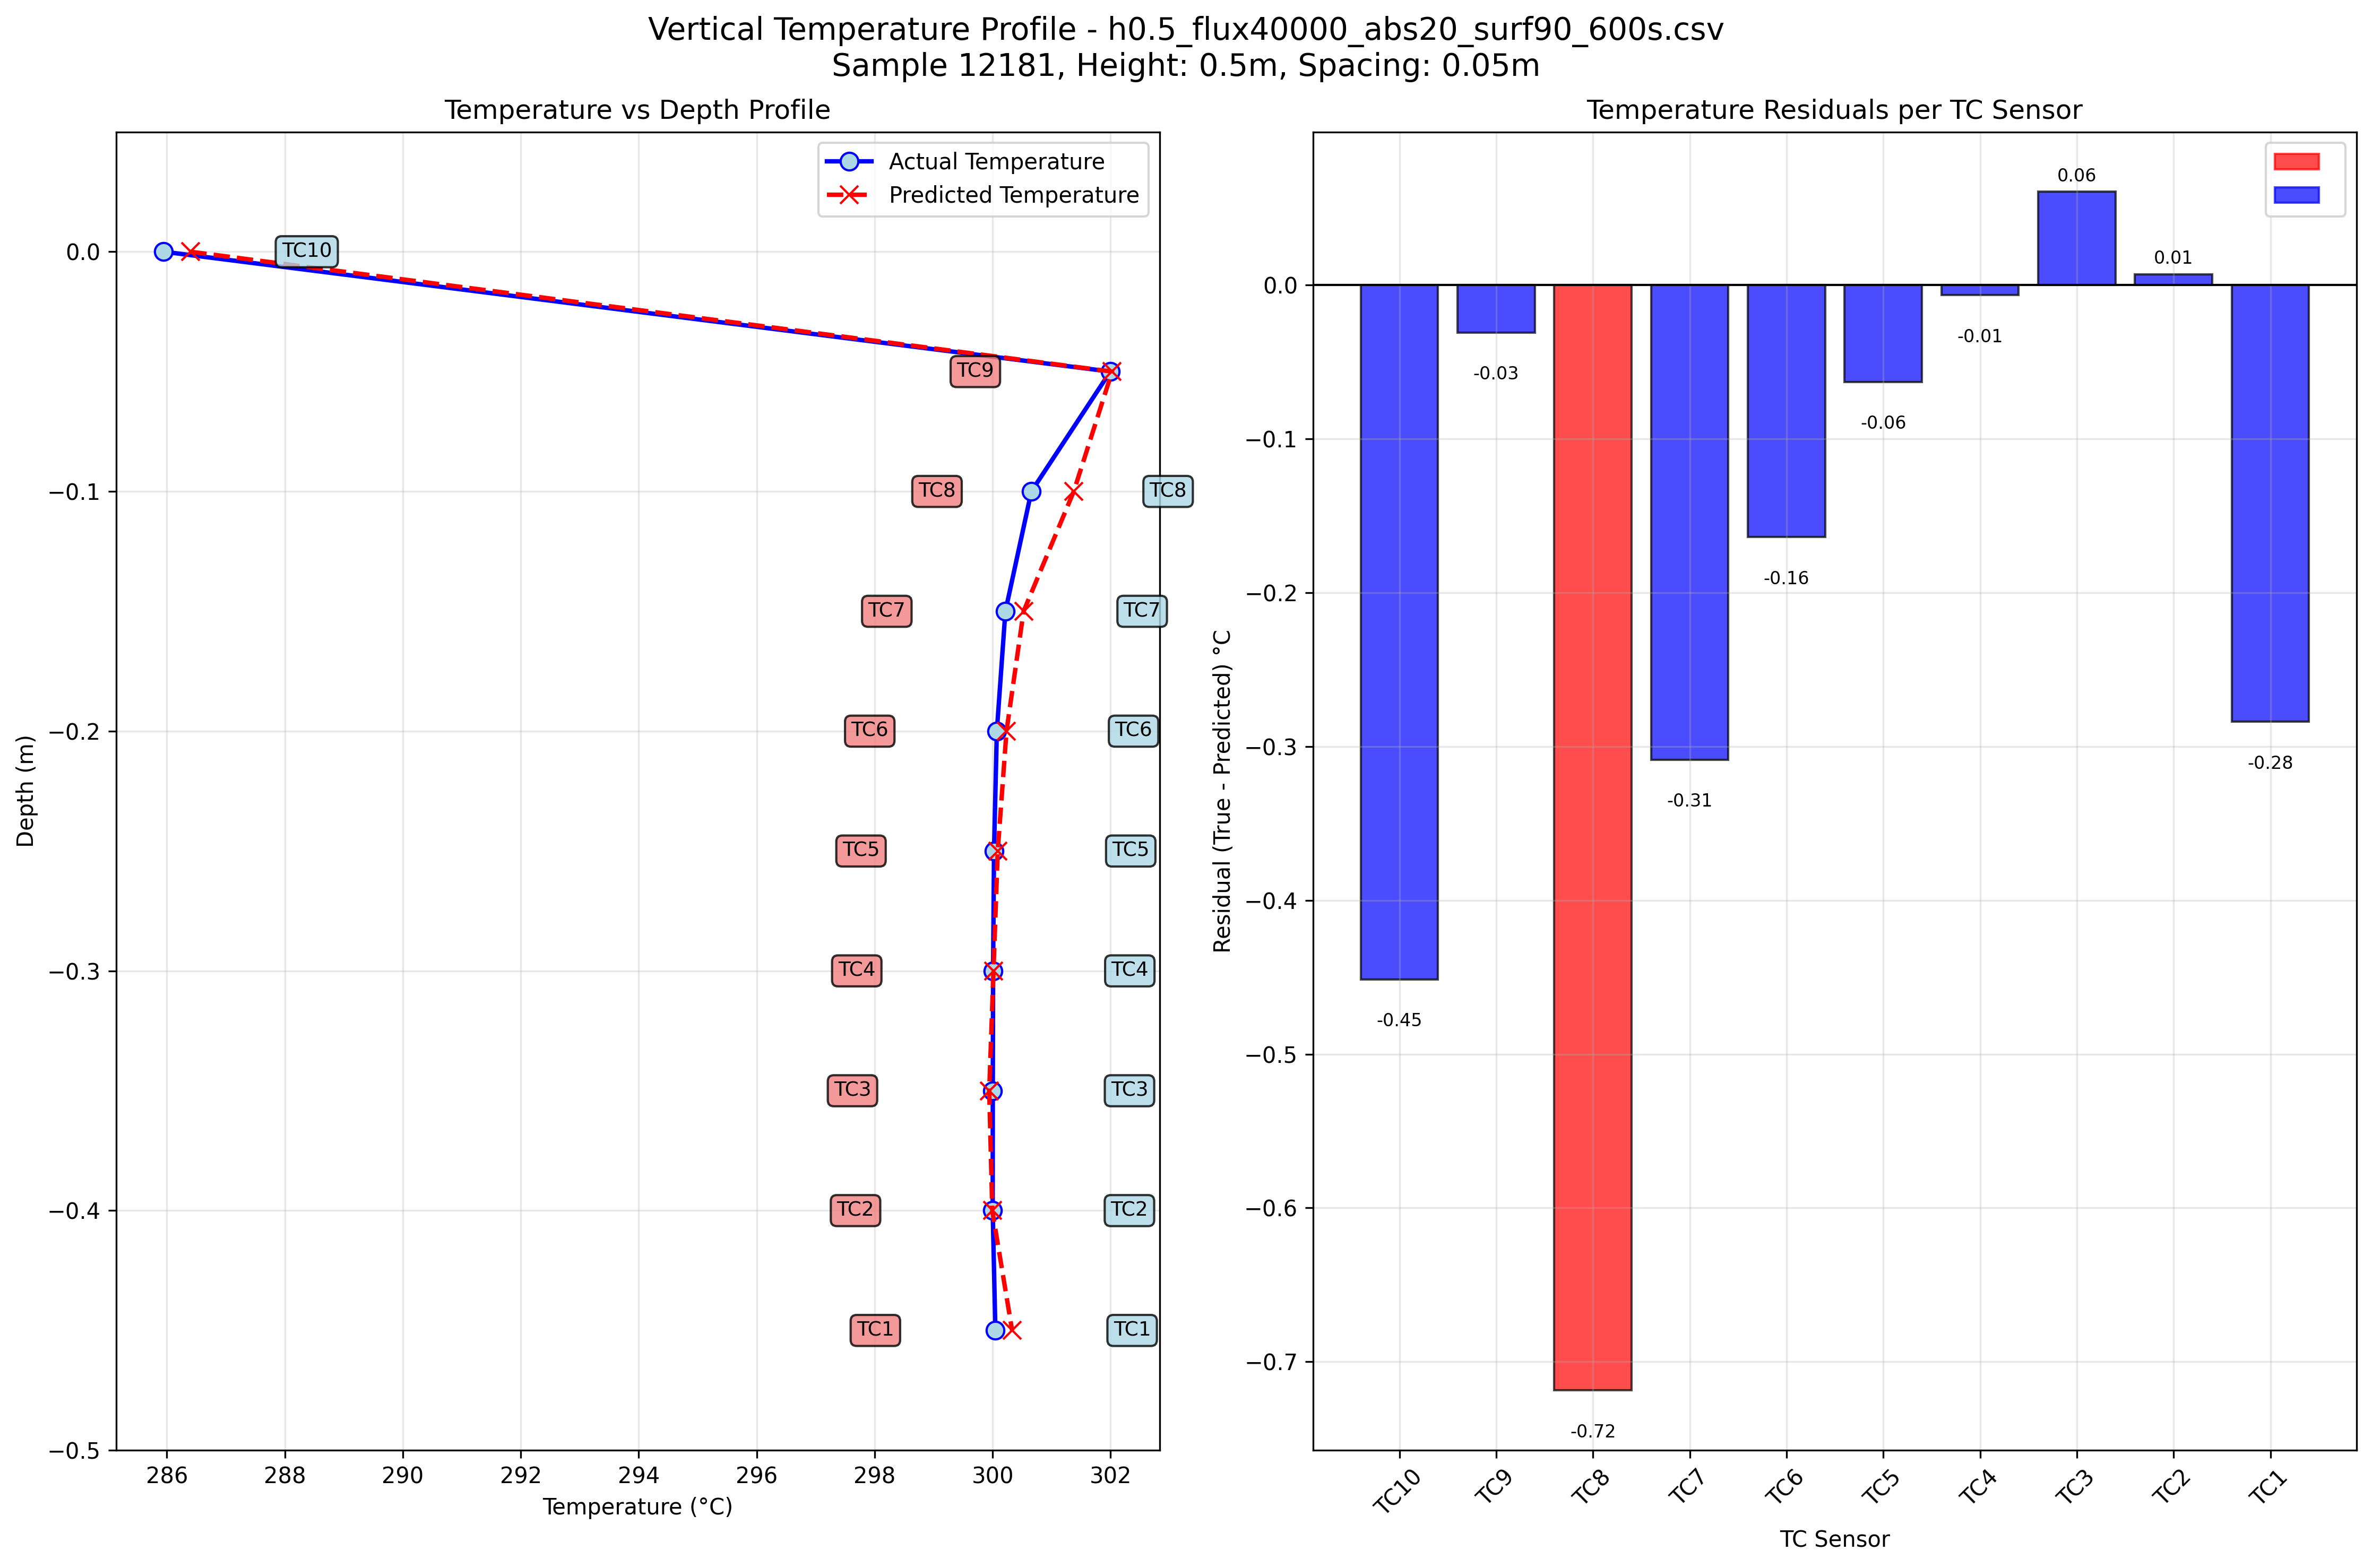 Vertical Temperature Profile - h0.5_flux40000_abs20_surf90_600s.csv
Sample 12181, Height: 0.5m, Spacing: 0.05m
Temperature vs Depth Profile
Actual Temperature
Predicted Temperature
TC10
TC9
TC8 TC8
TC7 TC7
TC6 TC6
TC5 TC5
TC4 TC4
TC3 TC3
TC2 TC2
TC1 TC1
0.0
−0.1
−0.2
−0.3
−0.4
−0.5
Depth (m)
286 288 290 292 294 296 298 300 302
Temperature (°C)
Temperature Residuals per TC Sensor
0.0
−0.1
−0.2
−0.3
−0.4
−0.5
−0.6
−0.7
Residual (True - Predicted) °C
-0.45
-0.03
-0.72
-0.31
-0.16
-0.06
-0.01
0.06
0.01
-0.28
TC10 TC9 TC8 TC7 TC6 TC5 TC4 TC3 TC2 TC1
TC Sensor